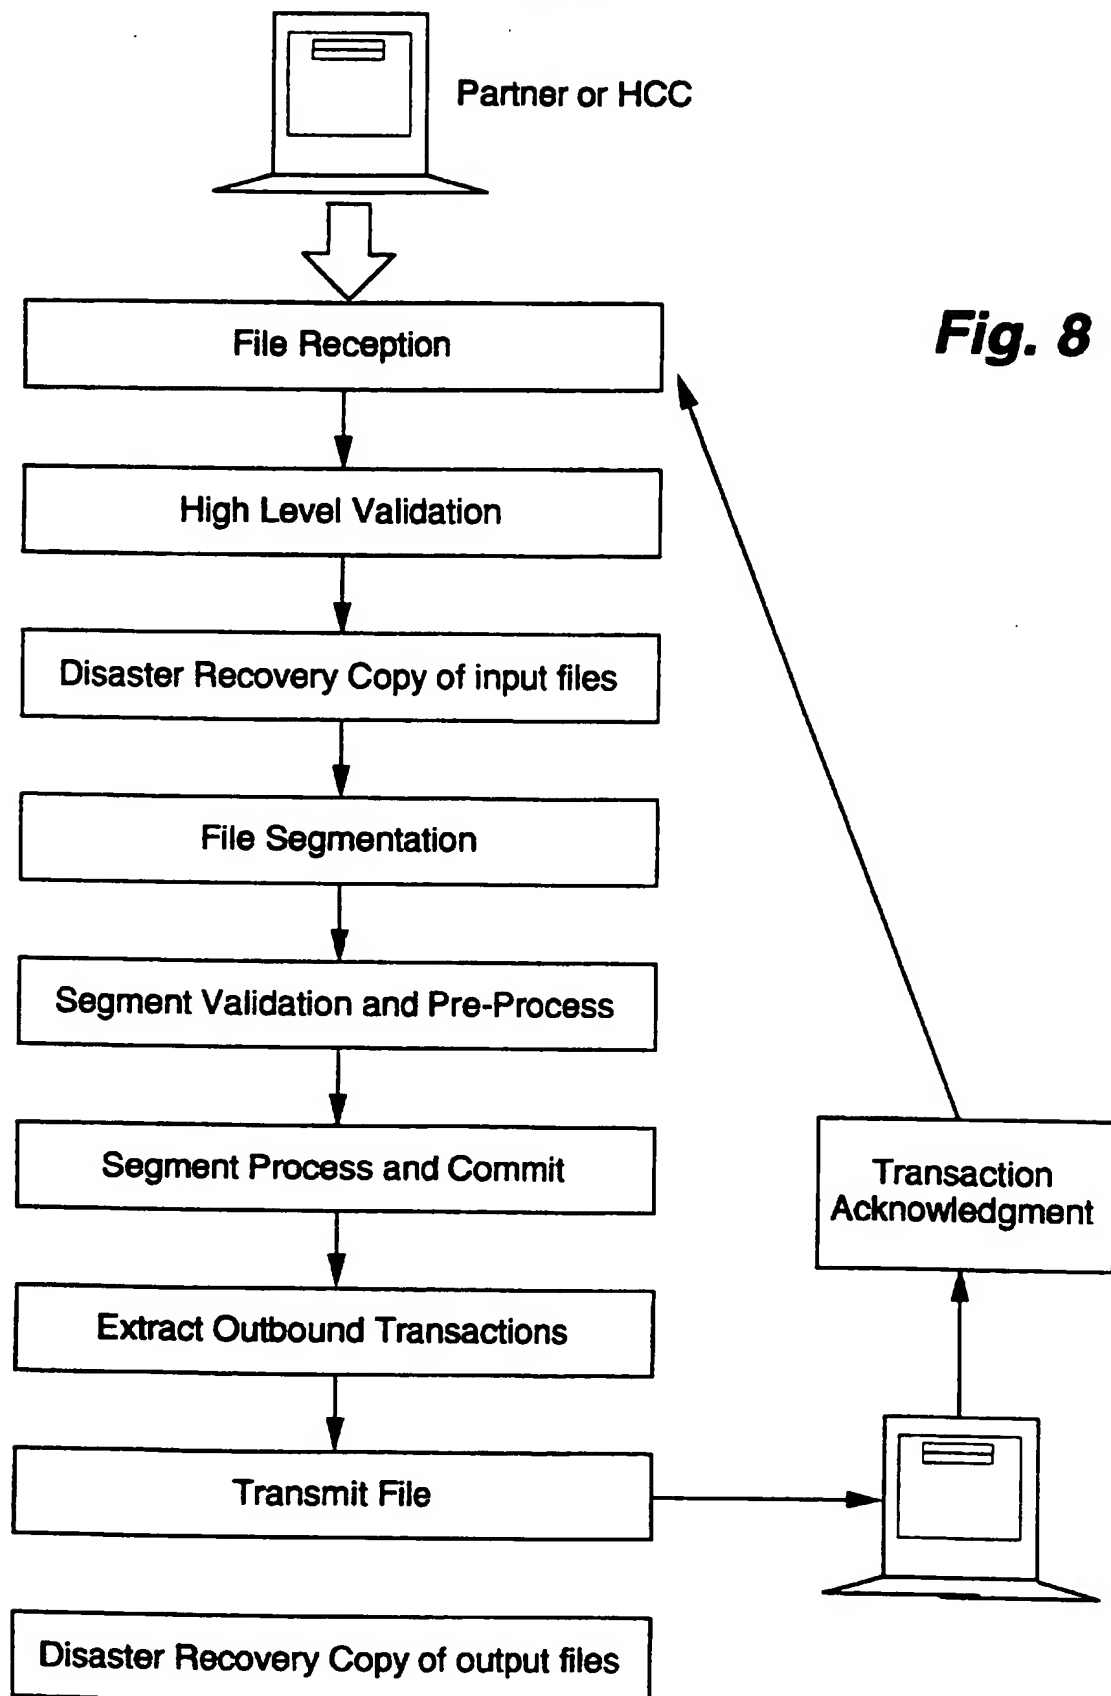 Partner or HCC
File Reception
Fig. 8
High Level Validation
Disaster Recovery Copy of input files
File Segmentation
Segment Validation and Pre-Process
Segment Process and Commit
Transaction
Acknowledgment
Extract Outbound Transactions
Transmit File
Disaster Recovery Copy of output files